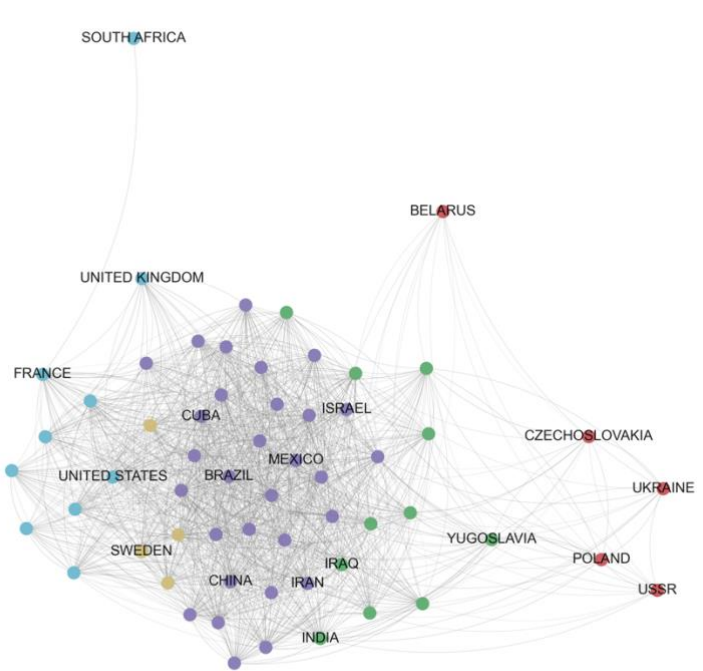 SOUTH AFRICA
BELARUS
UNITED KINGDOM
FRANCE
ISRAEL
CUBA
CZECHOSLOVAKIA
MEXICO
UNITED STATES
BRAZIL
UKRAINE
YUGOSLAVIA
SWEDEN
POLAND
IRAQ
CHINA
IRAN
USSR
INDIA